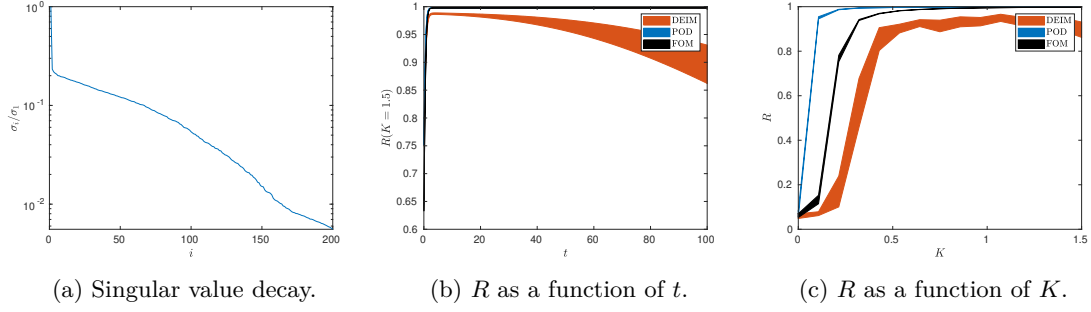 10^0
10^{-1}
10^{-2}
σ_i/σ_1
0 50 100 150 200
i
1
0.95
0.9
0.85
0.8
0.75
0.7
0.65
0.6
R(K = 1.5)
DEIM
POD
FOM
0 20 40 60 80 100
t
1
0.8
0.6
0.4
0.2
0
R
DEIM
POD
FOM
0 0.5 1 1.5
K
(a) Singular value decay.
(b) R as a function of t.
(c) R as a function of K.